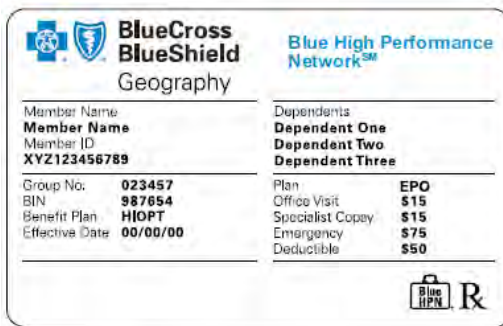 BlueCross
BlueShield
Geography
Blue High Performance
Network℠
Member Name
Member Name
Member ID
XYZ123456789
Dependents
Dependent One
Dependent Two
Dependent Three
Group No. 023457
BIN 987654
Benefit Plan HIOPT
Effective Date 00/00/00
Plan EPO
Office Visit $15
Specialist Copay $15
Emergency $75
Deductible $50
Blue
HPN
Rx